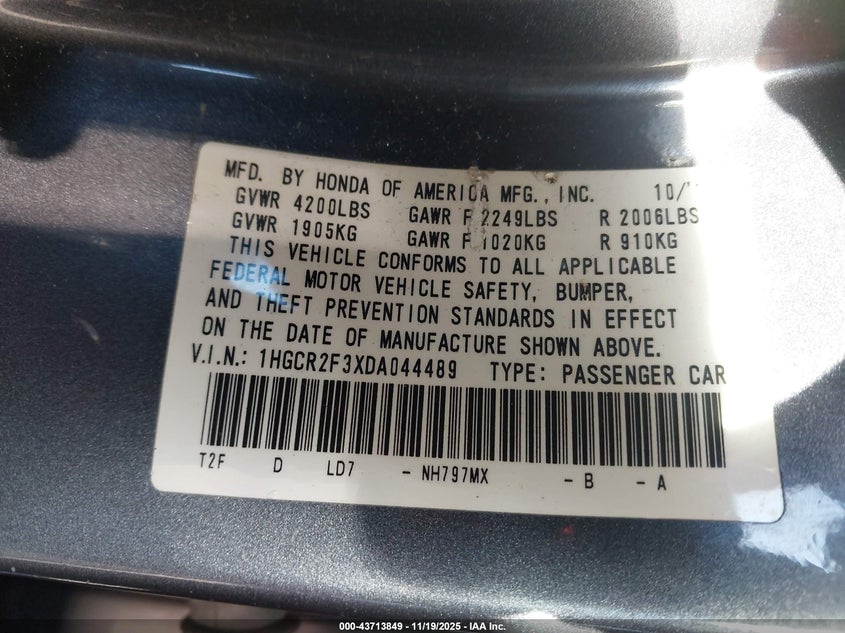 MFD. BY HONDA OF AMERICA MFG., INC. 10/
GVWR 4200LBS GAWR F 2249LBS R 2006LBS
GVWR 1905KG GAWR F 1020KG R 910KG
THIS VEHICLE CONFORMS TO ALL APPLICABLE
FEDERAL MOTOR VEHICLE SAFETY, BUMPER,
AND THEFT PREVENTION STANDARDS IN EFFECT
ON THE DATE OF MANUFACTURE SHOWN ABOVE.
V.I.N.: 1HGCR2F3XDA044489 TYPE: PASSENGER CAR
T2F D LD7 - NH797MX - B - A
000-43713849 - 11/19/2025 - IAA Inc.